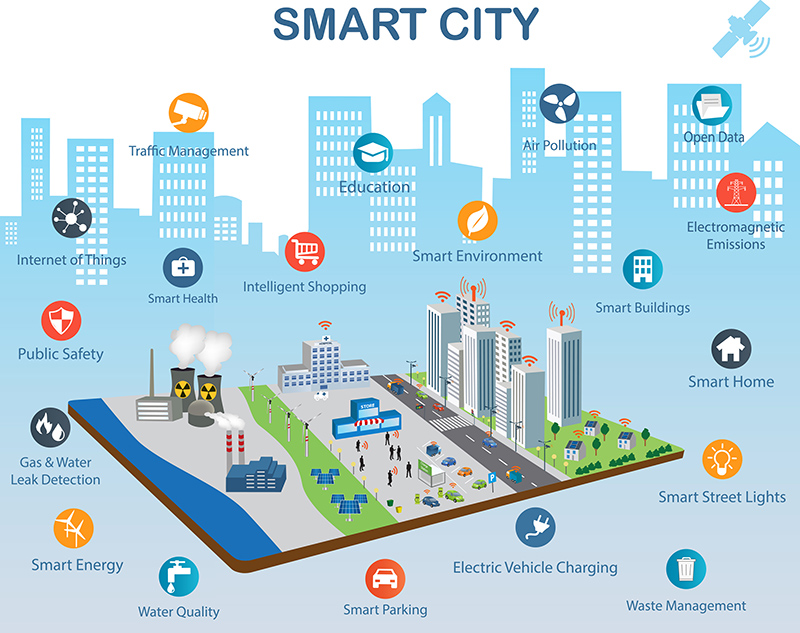 SMART CITY
Traffic Management
Education
Air Pollution
Open Data
Internet of Things
Smart Health
Intelligent Shopping
Smart Environment
Electromagnetic
Emissions
Smart Buildings
Public Safety
Smart Home
STORE
Gas & Water
Leak Detection
P
Smart Street Lights
Smart Energy
Water Quality
Smart Parking
Electric Vehicle Charging
Waste Management